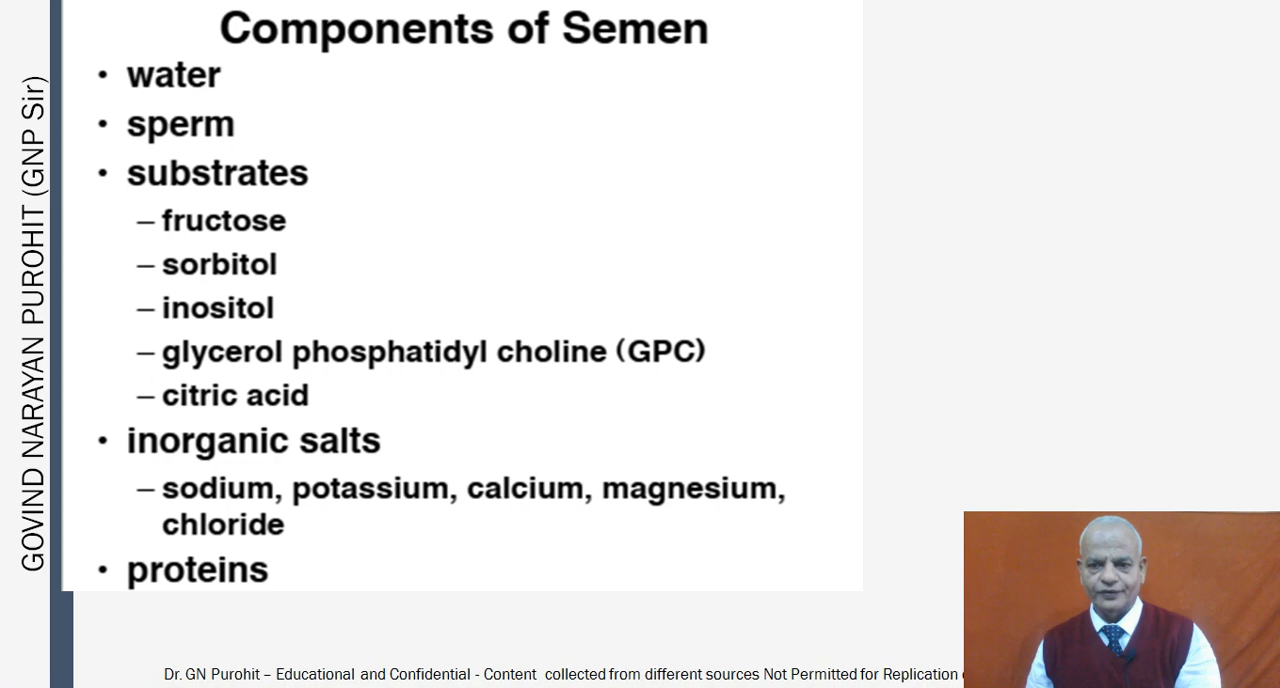 GOVIND NARAYAN PUROHIT (GNP Sir)
Components of Semen
• water
• sperm
• substrates
– fructose
– sorbitol
– inositol
– glycerol phosphatidyl choline (GPC)
– citric acid
• inorganic salts
– sodium, potassium, calcium, magnesium,
chloride
• proteins
Dr. GN Purohit – Educational and Confidential - Content collected from different sources Not Permitted for Replication